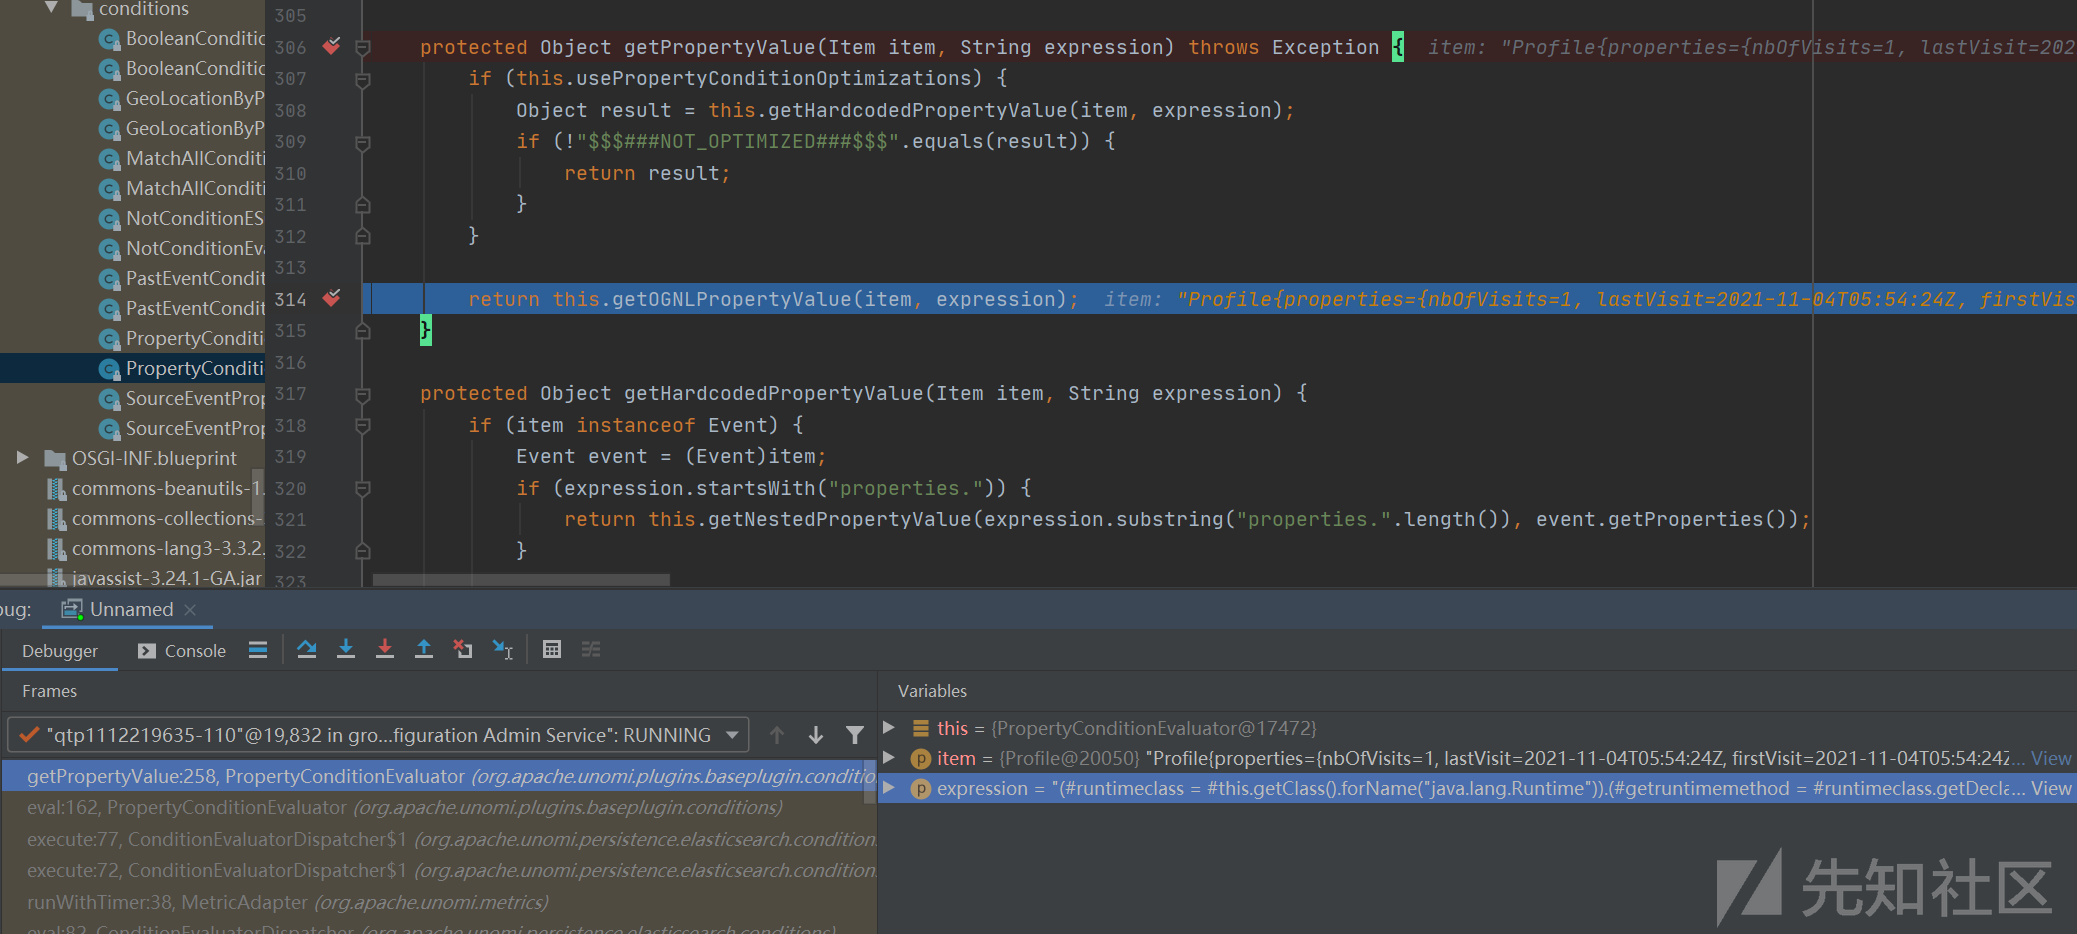 conditions
BooleanConditic
BooleanConditic
GeoLocationByP
GeoLocationByP
MatchAllConditi
MatchAllConditi
NotConditionES
NotConditionEva
PastEventCondit
PastEventCondit
PropertyConditi
PropertyConditi
SourceEventProp
SourceEventProp
OSGI-INF.blueprint
commons-beanutils-1.
commons-collections-
commons-lang3-3.3.2.
javassist-3.24.1-GA.jar
305
306 protected Object getPropertyValue(Item item, String expression) throws Exception { item: "Profile{properties={nbOfVisits=1, lastVisit=202
307 if (this.usePropertyConditionOptimizations) {
308 Object result = this.getHardcodedPropertyValue(item, expression);
309 if (!"$$$###NOT_OPTIMIZED###$$$".equals(result)) {
310 return result;
311 }
312 }
313
314 return this.getOGNLPropertyValue(item, expression); item: "Profile{properties={nbOfVisits=1, lastVisit=2021-11-04T05:54:24Z, firstVis
315 }
316
317 protected Object getHardcodedPropertyValue(Item item, String expression) {
318 if (item instanceof Event) {
319 Event event = (Event)item;
320 if (expression.startsWith("properties.")) {
321 return this.getNestedPropertyValue(expression.substring("properties.".length()), event.getProperties());
322 }
323
bug: Unnamed
Debugger Console
Frames
"qtp1112219635-110"@19,832 in gro...figuration Admin Service": RUNNING
getPropertyValue:258, PropertyConditionEvaluator (org.apache.unomi.plugins.baseplugin.conditio
eval:162, PropertyConditionEvaluator (org.apache.unomi.plugins.baseplugin.conditions)
execute:77, ConditionEvaluatorDispatcher$1 (org.apache.unomi.persistence.elasticsearch.condition
execute:72, ConditionEvaluatorDispatcher$1 (org.apache.unomi.persistence.elasticsearch.condition
runWithTimer:38, MetricAdapter (org.apache.unomi.metrics)
eval:82, ConditionEvaluatorDispatcher (org.apache.unomi.persistence.elasticsearch.conditions)
Variables
this = {PropertyConditionEvaluator@17472}
item = {Profile@20050} "Profile{properties={nbOfVisits=1, lastVisit=2021-11-04T05:54:24Z, firstVisit=2021-11-04T05:54:24Z,... View
expression = "(#runtimeclass = #this.getClass().forName("java.lang.Runtime")).(#getruntimemethod = #runtimeclass.getDecla... View
先知社区